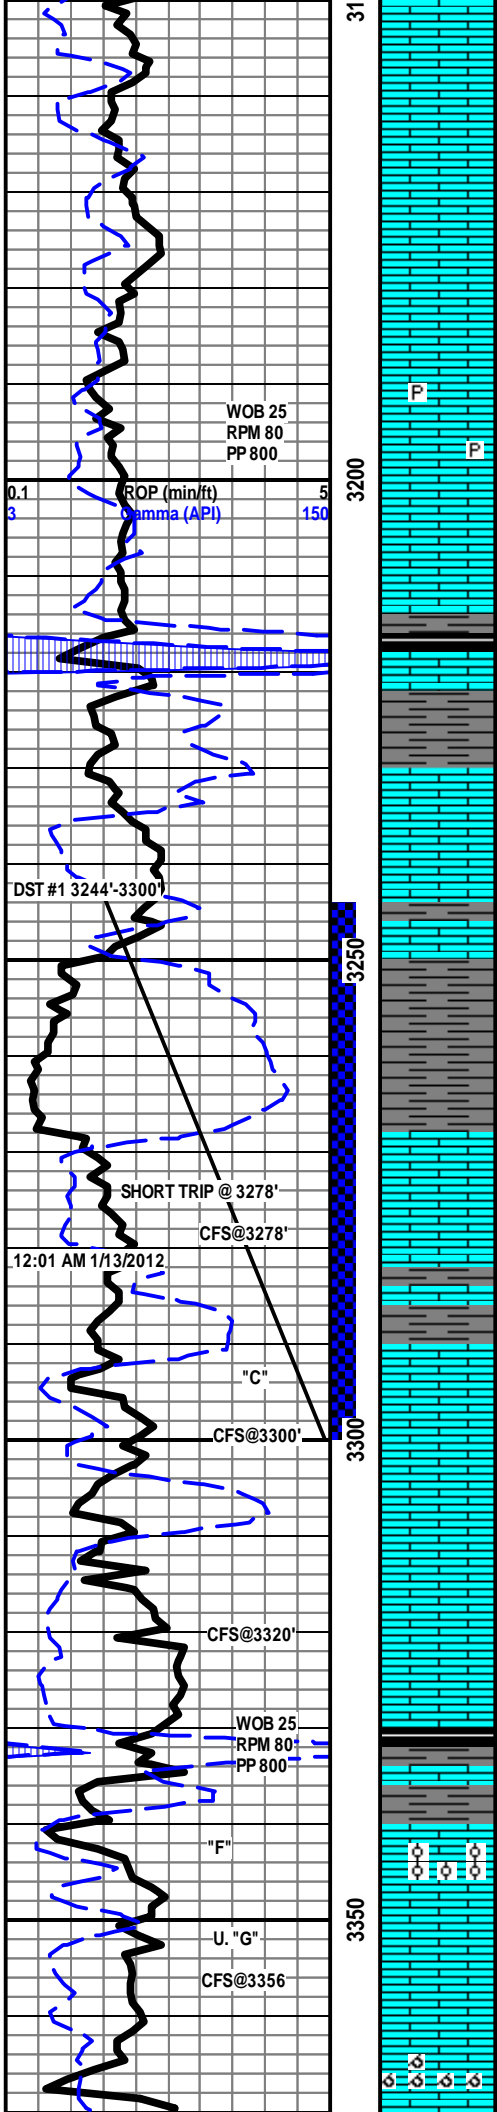 31
P
WOB 25
RPM 80
PP 800
P
3200
0.1 ROP (min/ft) 5
3 Gamma (API) 150
DST #1 3244'-3300'
3250
SHORT TRIP @ 3278'
CFS@3278'
12:01 AM 1/13/2012
"C"
CFS@3300'
3300
CFS@3320'
WOB 25
RPM 80
PP 800
"F"
3350
U. "G"
CFS@3356